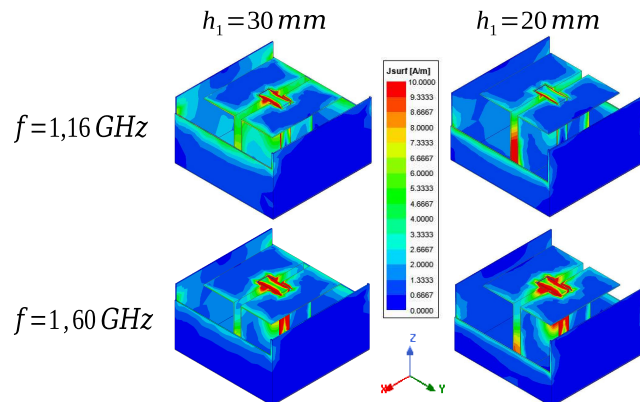 h₁=30 mm
h₁=20 mm
f=1,16 GHz
Jsurf [A/m]
10.0000
9.3333
8.6667
8.0000
7.3333
6.6667
6.0000
5.3333
4.6667
4.0000
3.3333
2.6667
2.0000
1.3333
0.6667
0.0000
f=1,60 GHz
Z
X
Y